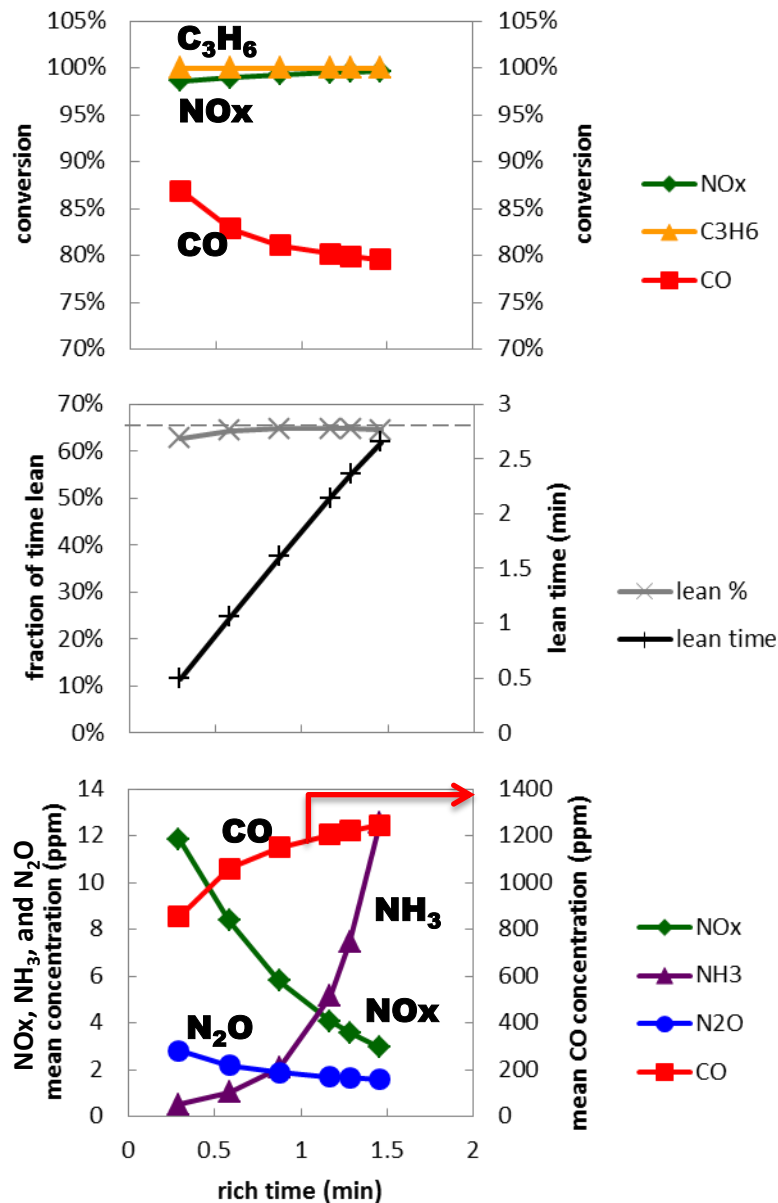 105%
100%
95%
90%
85%
80%
75%
70%
conversion
C₃H₆
NOx
CO
105%
100%
95%
90%
85%
80%
75%
70%
conversion
NOx
C3H6
CO
70%
60%
50%
40%
30%
20%
10%
0%
fraction of time lean
3
2.5
2
1.5
1
0.5
0
lean time (min)
lean %
lean time
14
12
10
8
6
4
2
0
NOx, NH₃, and N₂O
mean concentration (ppm)
CO
NH₃
NOx
N₂O
1400
1200
1000
800
600
400
200
0
mean CO concentration (ppm)
NOx
NH3
N2O
CO
0 0.5 1 1.5 2
rich time (min)